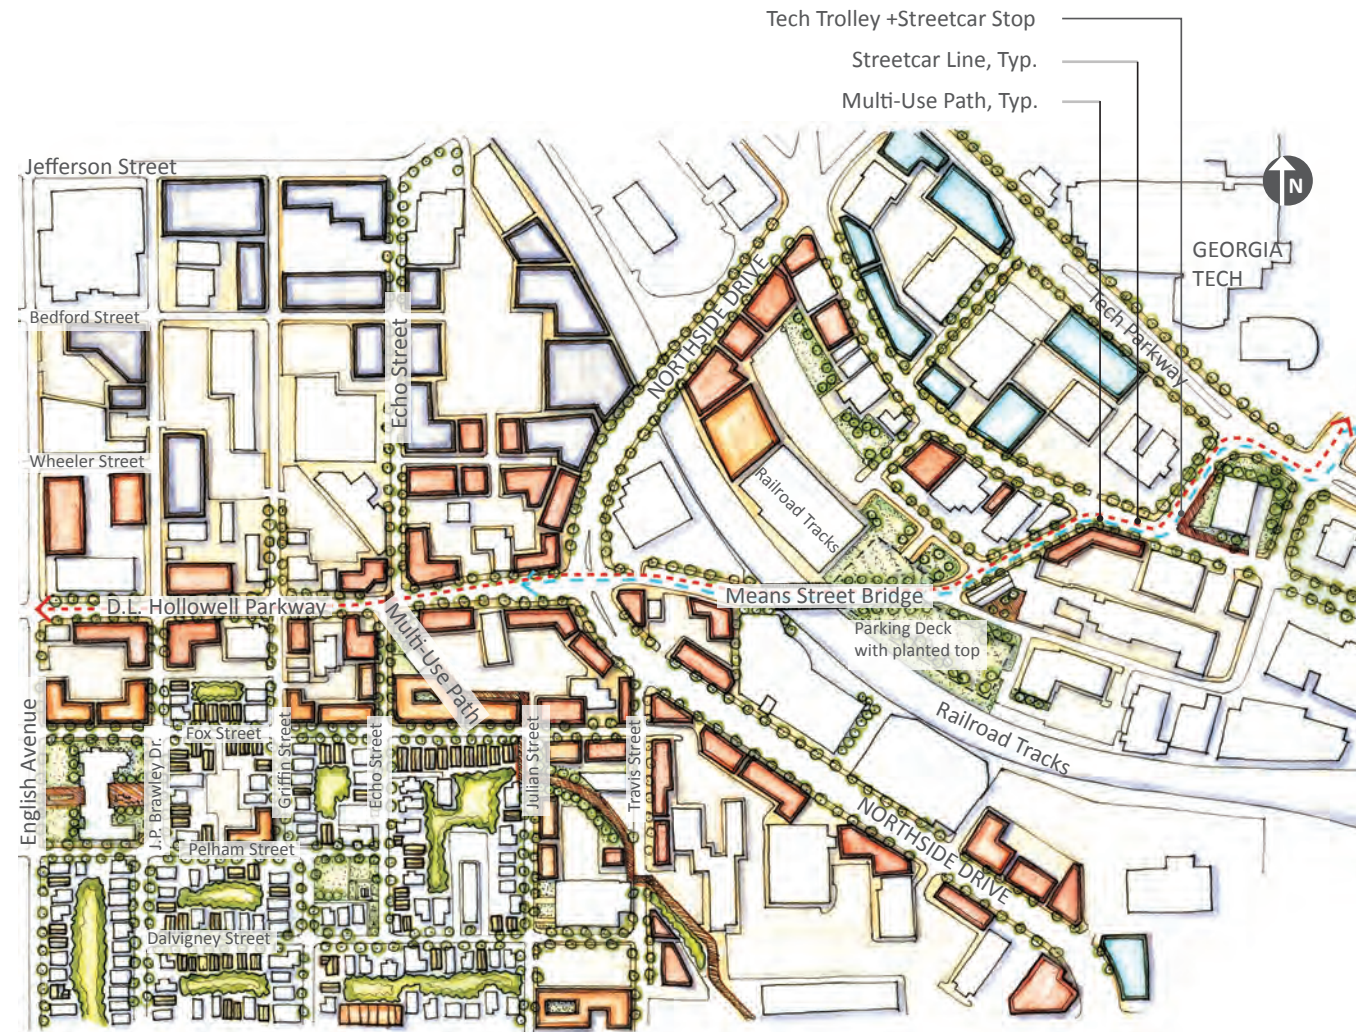 Tech Trolley +Streetcar Stop
Streetcar Line, Typ.
Multi-Use Path, Typ.
Jefferson Street
N
GEORGIA
TECH
NORTHSIDE DRIVE
Tech Parkway
Bedford Street
Echo Street
Wheeler Street
Railroad Tracks
D.L. Hollowell Parkway
Means Street Bridge
Multi-Use Path
Parking Deck
with planted top
Railroad Tracks
English Avenue
J.P. Brawley Dr.
Fox Street
Griffin Street
Echo Street
Julian Street
Travis Street
Pelham Street
NORTHSIDE DRIVE
Dalvigney Street